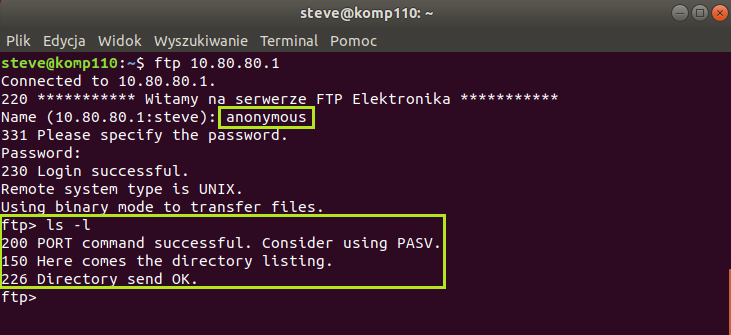 steve@komp110: ~
Plik Edycja Widok Wyszukiwanie Terminal Pomoc
steve@komp110:~$ ftp 10.80.80.1
Connected to 10.80.80.1.
220 *********** Witamy na serwerze FTP Elektronika ***********
Name (10.80.80.1:steve): anonymous
331 Please specify the password.
Password:
230 Login successful.
Remote system type is UNIX.
Using binary mode to transfer files.
ftp> ls -l
200 PORT command successful. Consider using PASV.
150 Here comes the directory listing.
226 Directory send OK.
ftp>